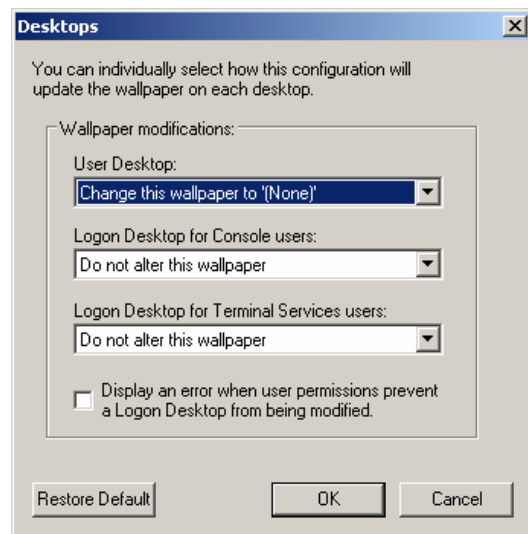 Desktops
You can individually select how this configuration will
update the wallpaper on each desktop.
Wallpaper modifications:
User Desktop:
Change this wallpaper to '(None)'
Logon Desktop for Console users:
Do not alter this wallpaper
Logon Desktop for Terminal Services users:
Do not alter this wallpaper
Display an error when user permissions prevent
a Logon Desktop from being modified.
Restore Default
OK
Cancel